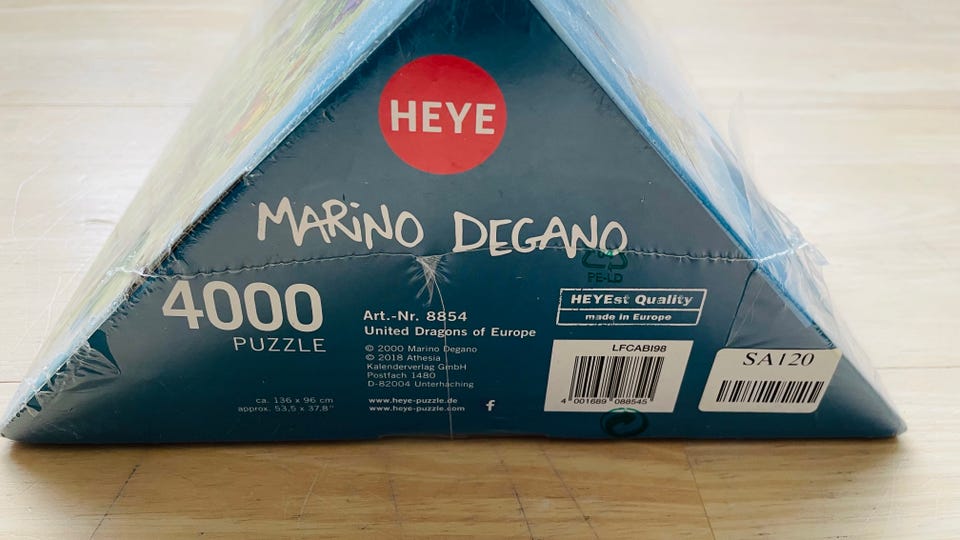 HEYE
MARiNO DEGANO
PE-LD
4000
PUZZLE
ca. 136 x 96 cm
approx. 53,5 x 37,8"
Art.-Nr. 8854
United Dragons of Europe
© 2000 Marino Degano
© 2018 Athesia
Kalenderverlag GmbH
Postfach 1480
D-82004 Unterhaching
www.heye-puzzle.de
www.heye-puzzle.com
f
HEYEst Quality
made in Europe
LFCABI98
4 001689 088545
SA120